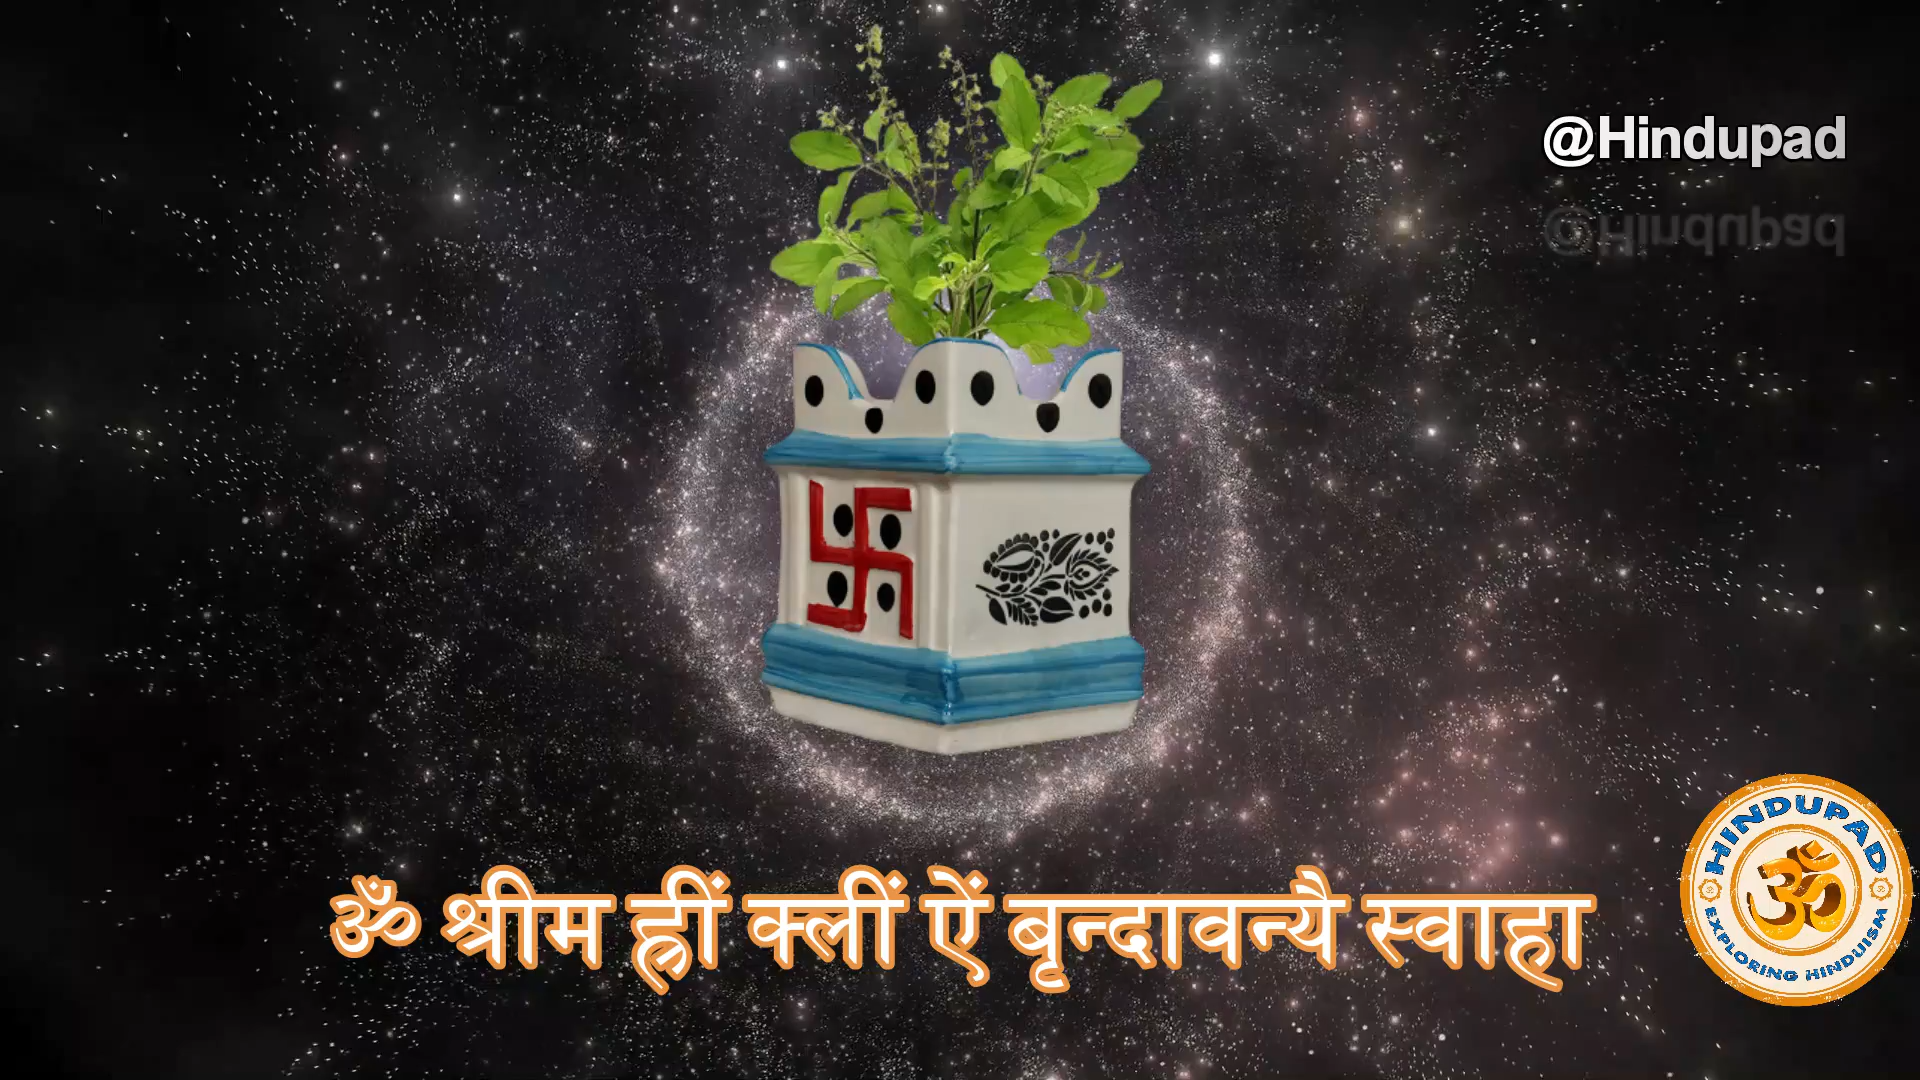 @Hindupad
ॐ श्रीम ह्रीं क्लीं ऐं बृन्दावन्यै स्वाहा
HINDUPAD
ॐ
EXPLORING HINDUISM